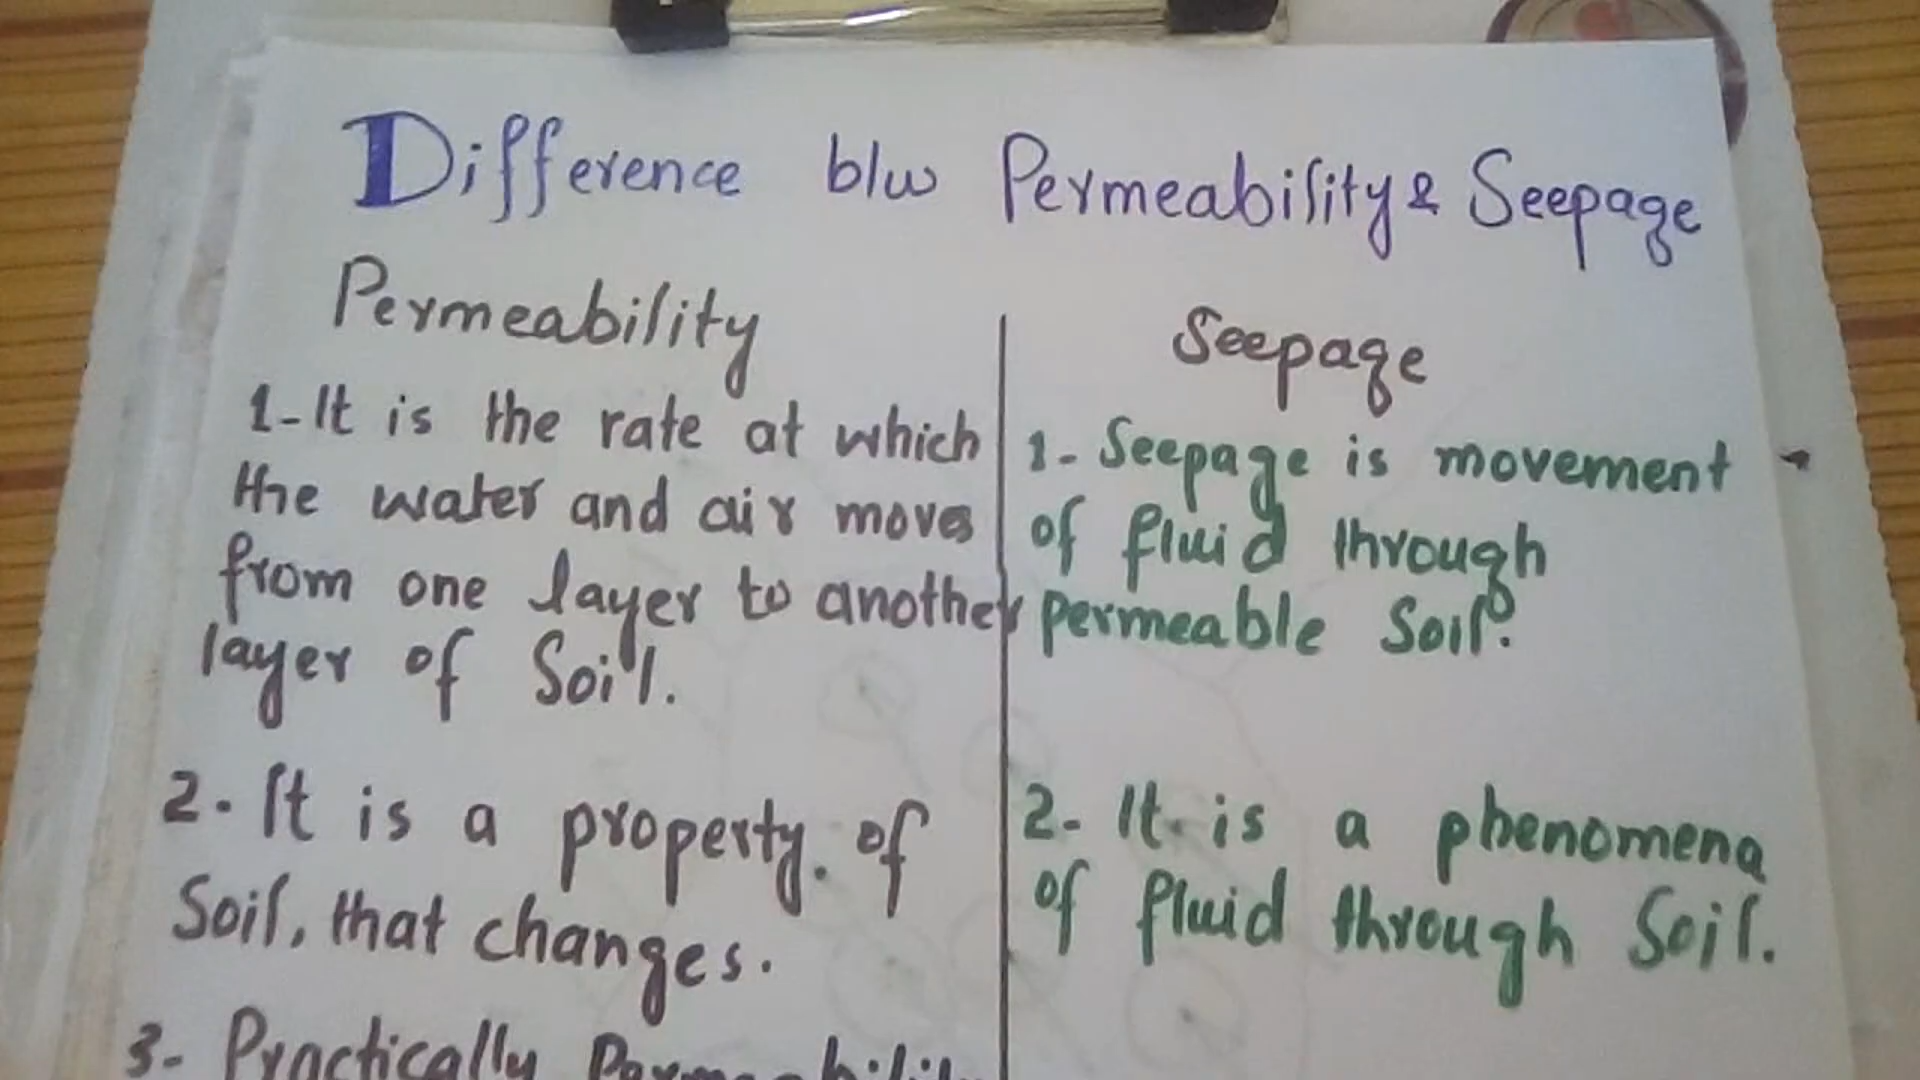 Difference b/w Permeability & Seepage
Permeability
1- It is the rate at which
the water and air moves
from one layer to another
layer of Soil.
2. It is a property. of
Soil, that changes.
3- Practically Permeability
Seepage
1- Seepage is movement
of fluid through
permeable Soil.
2- It. is a phenomena
of fluid through Soil.